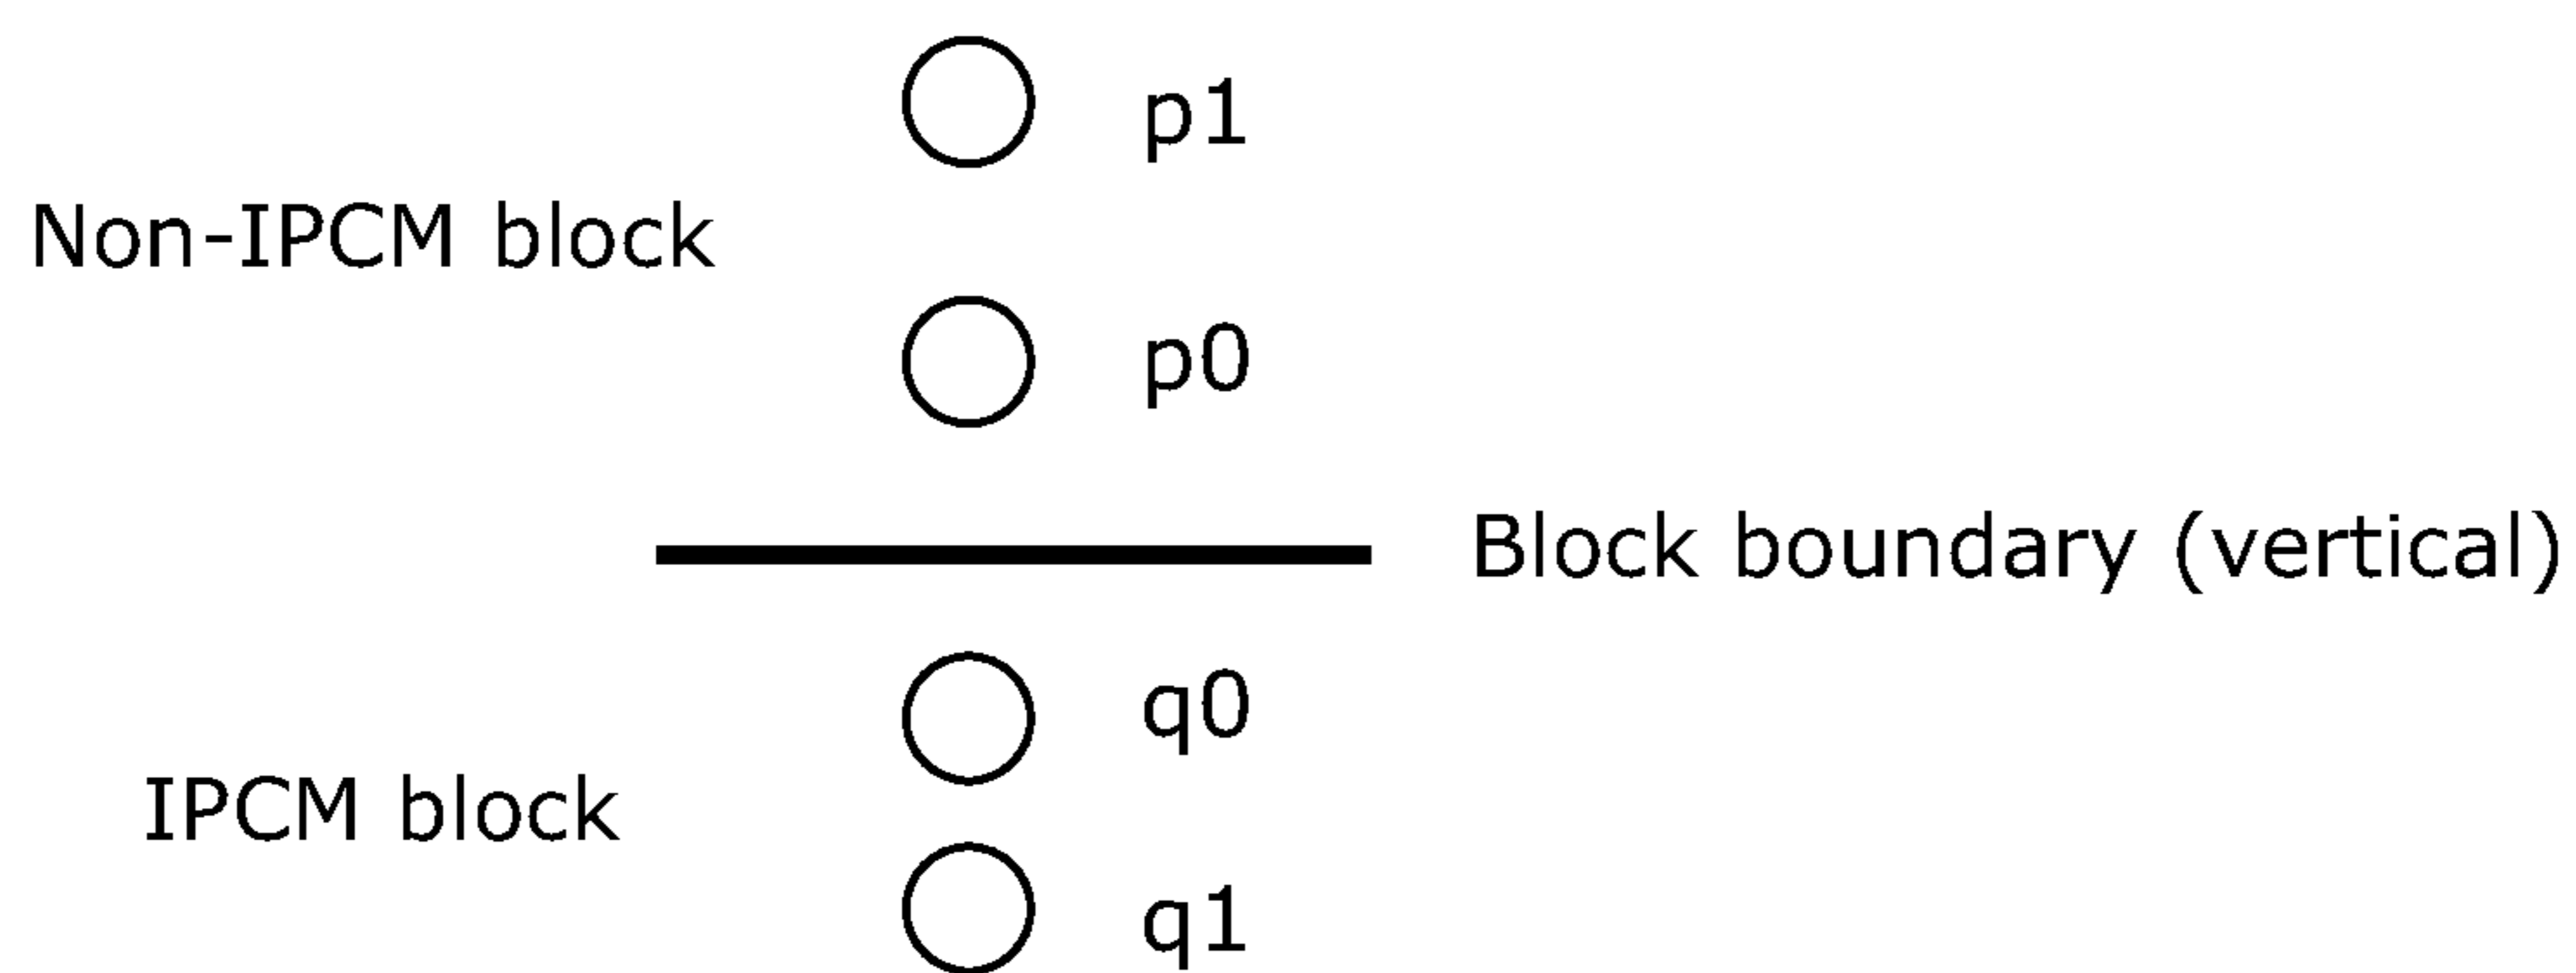 p1
Non-IPCM block
p0
Block boundary (vertical)
q0
IPCM block
q1